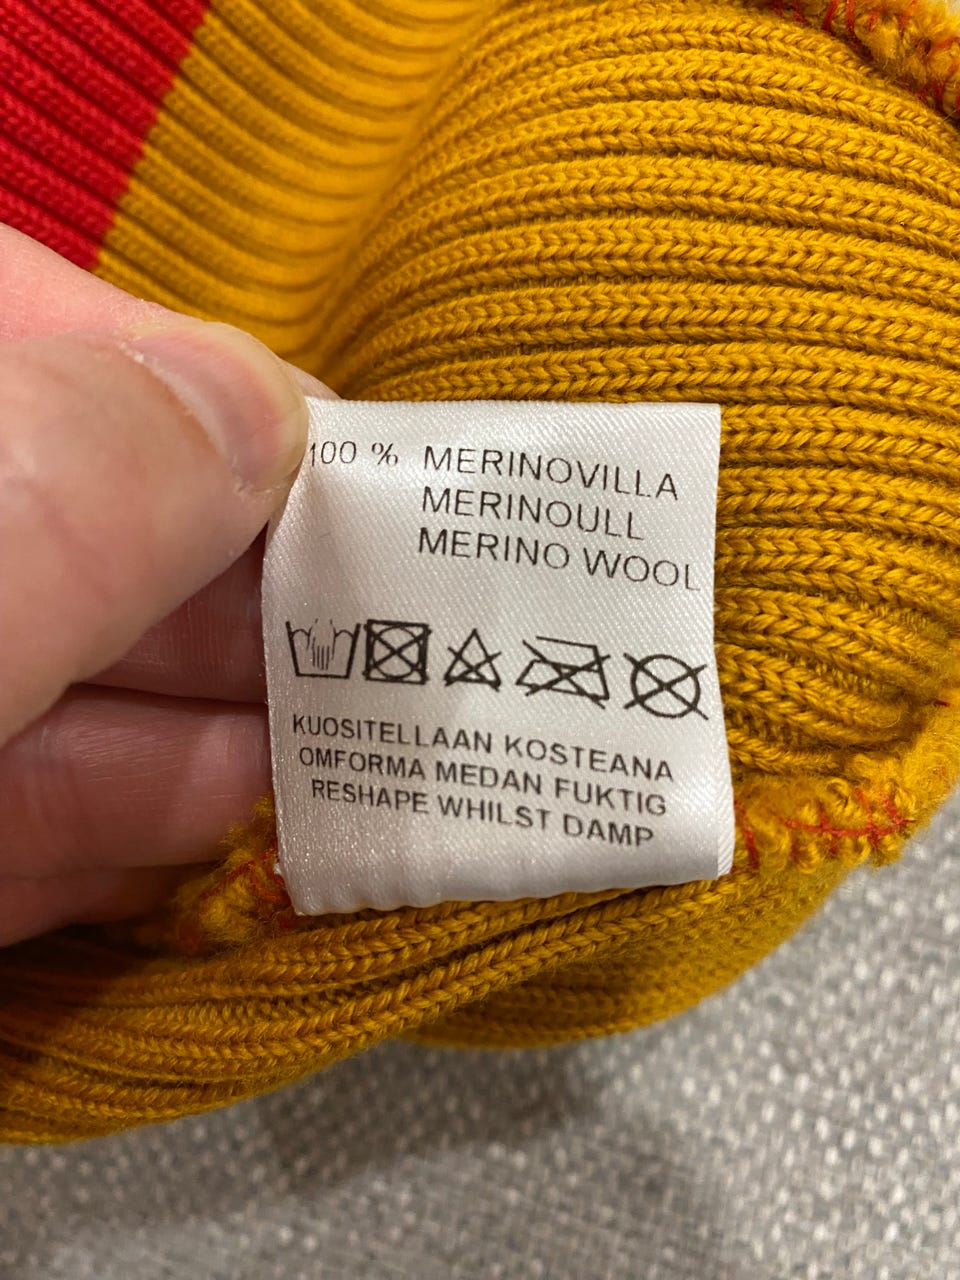 100 % MERINOVILLA
MERINOULL
MERINO WOOL
KUOSITELLAAN KOSTEANA
OMFORMA MEDAN FUKTIG
RESHAPE WHILST DAMP